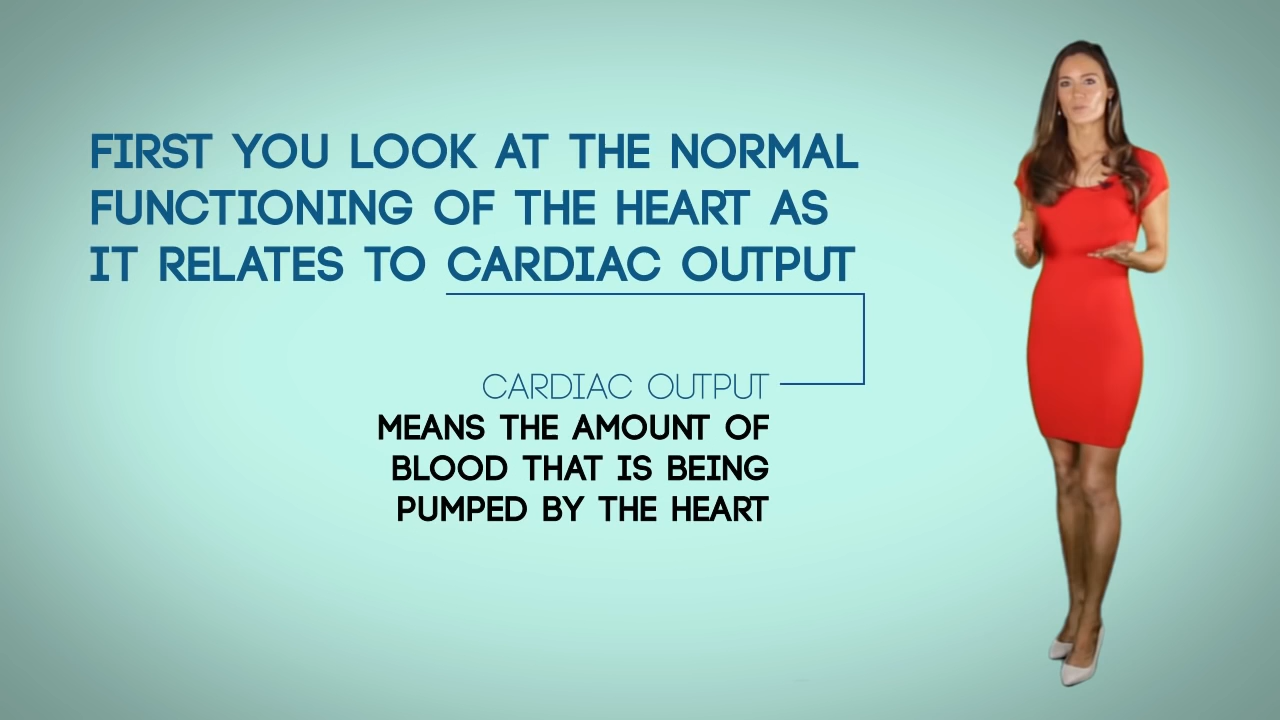 FIRST YOU LOOK AT THE NORMAL
FUNCTIONING OF THE HEART AS
IT RELATES TO CARDIAC OUTPUT
CARDIAC OUTPUT
MEANS THE AMOUNT OF
BLOOD THAT IS BEING
PUMPED BY THE HEART